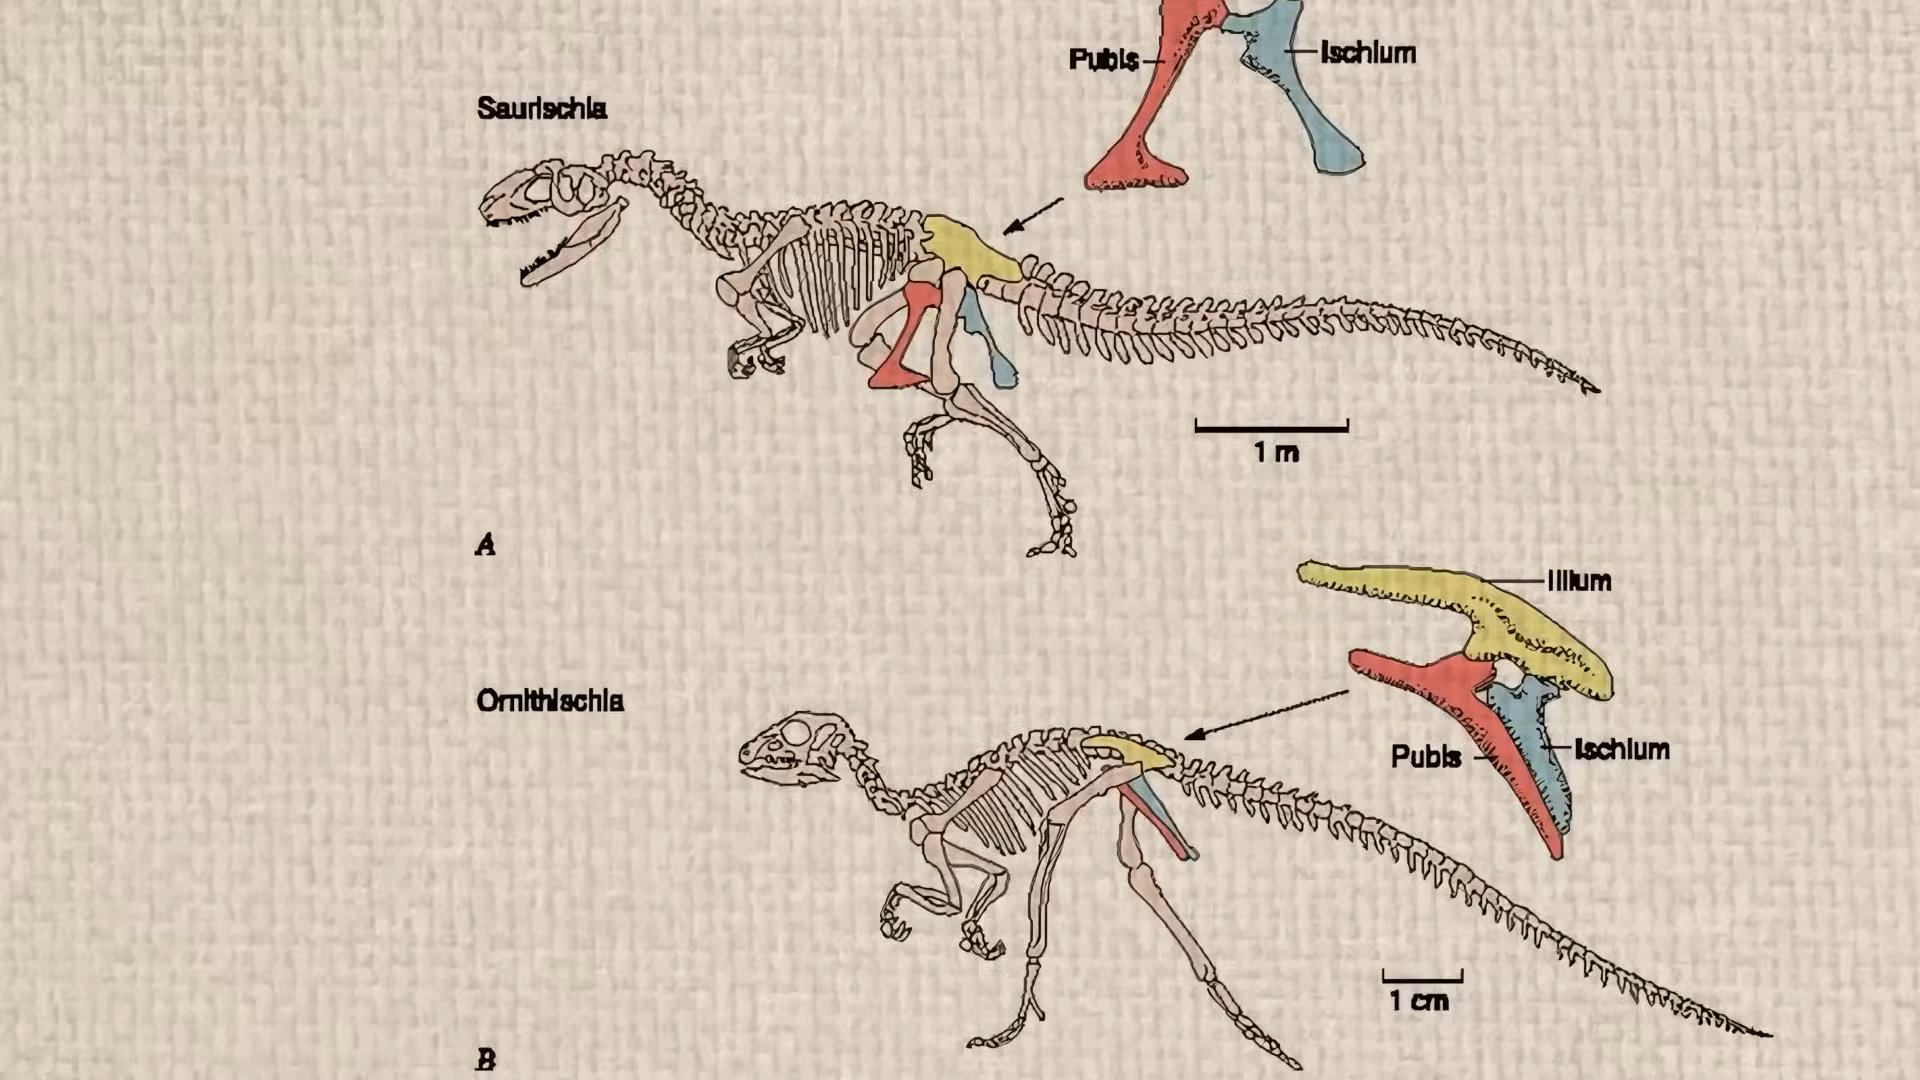 Pubis
Ischium
Saurischia
1 m
A
Ilium
Ornithischia
Pubis
Ischium
1 cm
B